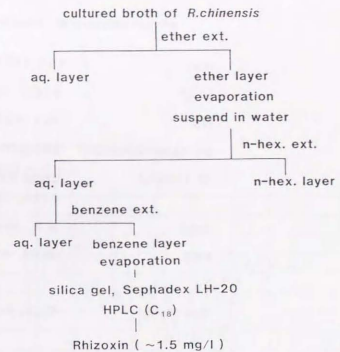 cultured broth of R.chinensis
ether ext.
aq. layer ether layer
evaporation
suspend in water
n-hex. ext.
aq. layer n-hex. layer
benzene ext.
aq. layer benzene layer
evaporation
silica gel, Sephadex LH-20
HPLC (C₁₈)
Rhizoxin ( ~1.5 mg/l )